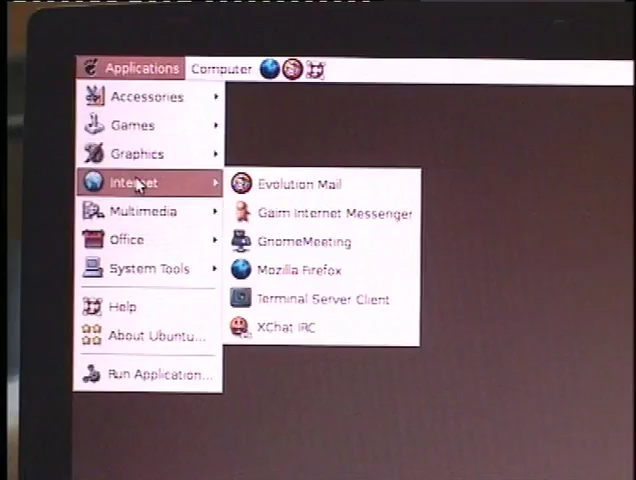 Applications Computer
Accessories
Games
Graphics
Internet
Multimedia
Office
System Tools
Help
About Ubuntu...
Run Application...
Evolution Mail
Gaim Internet Messenger
GnomeMeeting
Mozilla Firefox
Terminal Server Client
XChat IRC